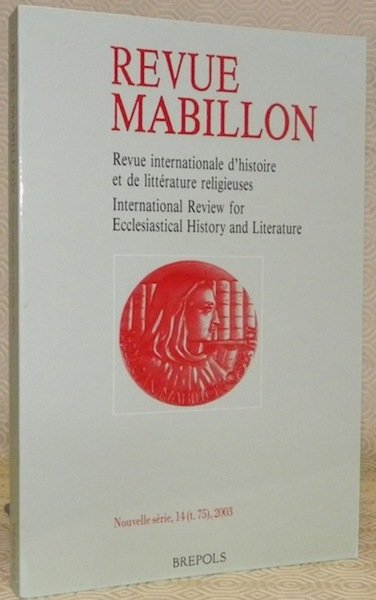 REVUE
MABILLON
Revue internationale d'histoire
et de littérature religieuses
International Review for
Ecclesiastical History and Literature
MABILLON
Nouvelle série, 14 (t. 75), 2003
BREPOLS